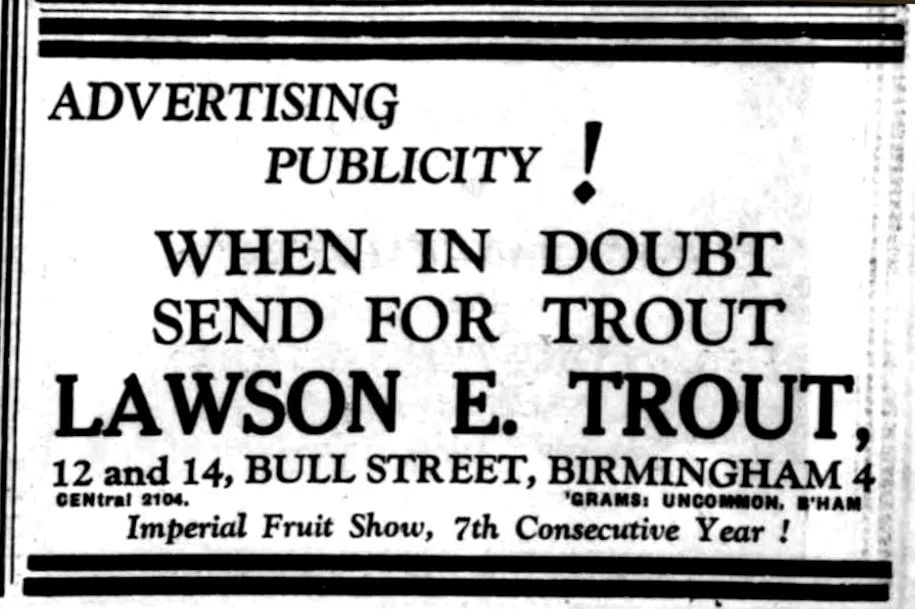 ADVERTISING
PUBLICITY !
WHEN IN DOUBT
SEND FOR TROUT
LAWSON E. TROUT,
12 and 14, BULL STREET, BIRMINGHAM 4
CENtral 2104. 'GRAMS: UNCOMMON, B'HAM
Imperial Fruit Show, 7th Consecutive Year !